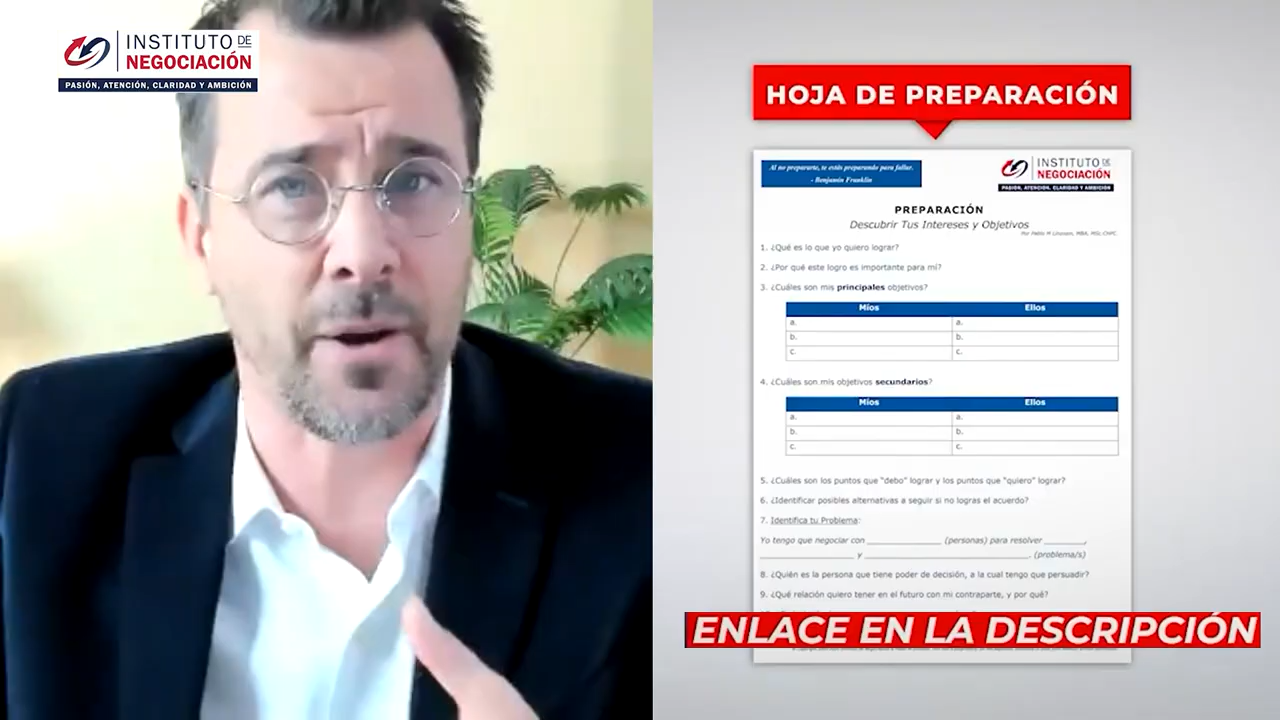 INSTITUTO DE
NEGOCIACIÓN
PASIÓN, ATENCIÓN, CLARIDAD Y AMBICIÓN
HOJA DE PREPARACIÓN
Al no prepararte, te estás preparando para fallar.
- Benjamin Franklin
INSTITUTO DE
NEGOCIACIÓN
PASIÓN, ATENCIÓN, CLARIDAD Y AMBICIÓN
PREPARACIÓN
Descubrir Tus Intereses y Objetivos
1. ¿Qué es lo que yo quiero lograr?
2. ¿Por qué este logro es importante para mí?
3. ¿Cuáles son mis principales objetivos?
Míos Ellos
a. a.
b. b.
c. c.
4. ¿Cuáles son mis objetivos secundarios?
Míos Ellos
a. a.
b. b.
c. c.
5. ¿Cuáles son los puntos que "debo" lograr y los puntos que "quiero" lograr?
6. ¿Identificar posibles alternativas a seguir si no logras el acuerdo?
7. Identifica tu Problema:
Yo tengo que negociar con ______________ (personas) para resolver ________,
__________________ y ________________________________. (problema/s)
8. ¿Quién es la persona que tiene poder de decisión, a la cual tengo que persuadir?
9. ¿Qué relación quiero tener en el futuro con mi contraparte, y por qué?
ENLACE EN LA DESCRIPCIÓN